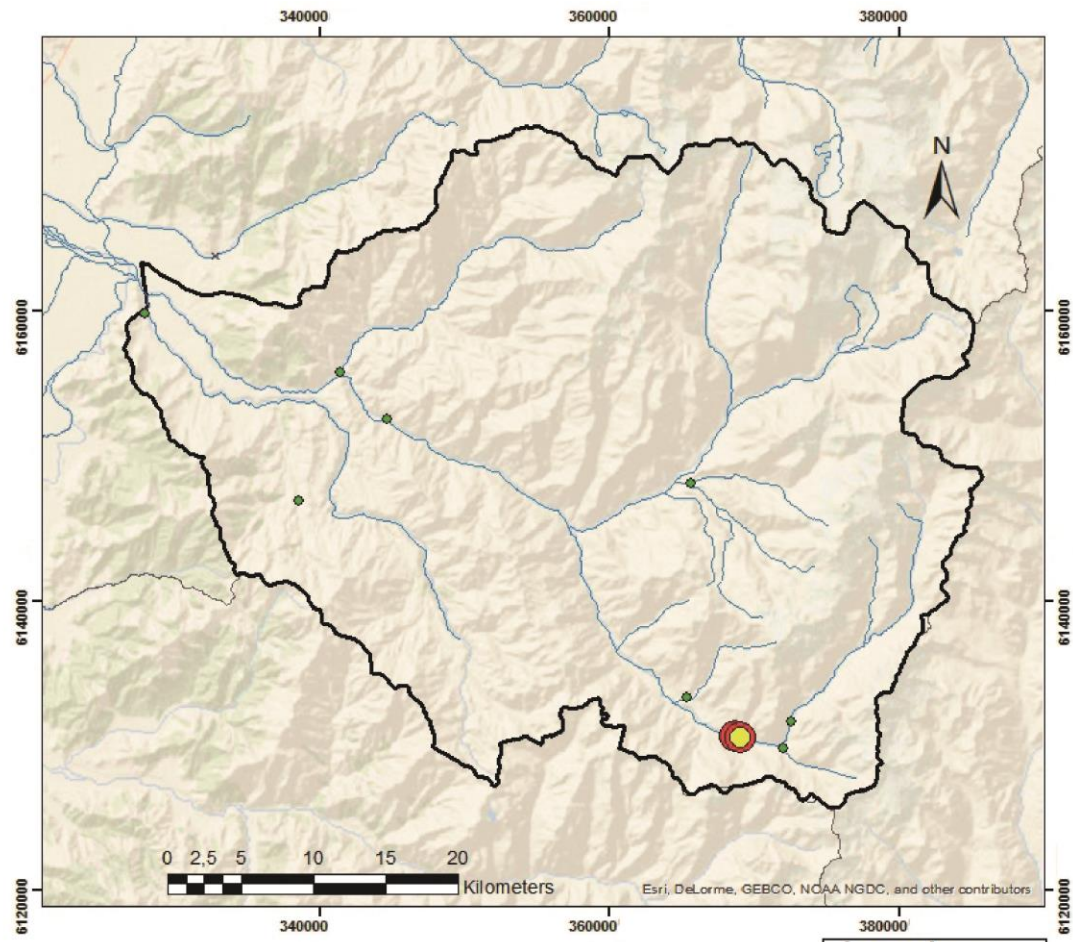 340000 360000 380000
N
6160000 6160000
6140000 6140000
0 2,5 5 10 15 20
Kilometers
Esri, DeLorme, GEBCO, NOAA NGDC, and other contributors
6120000 6120000
340000 360000 380000